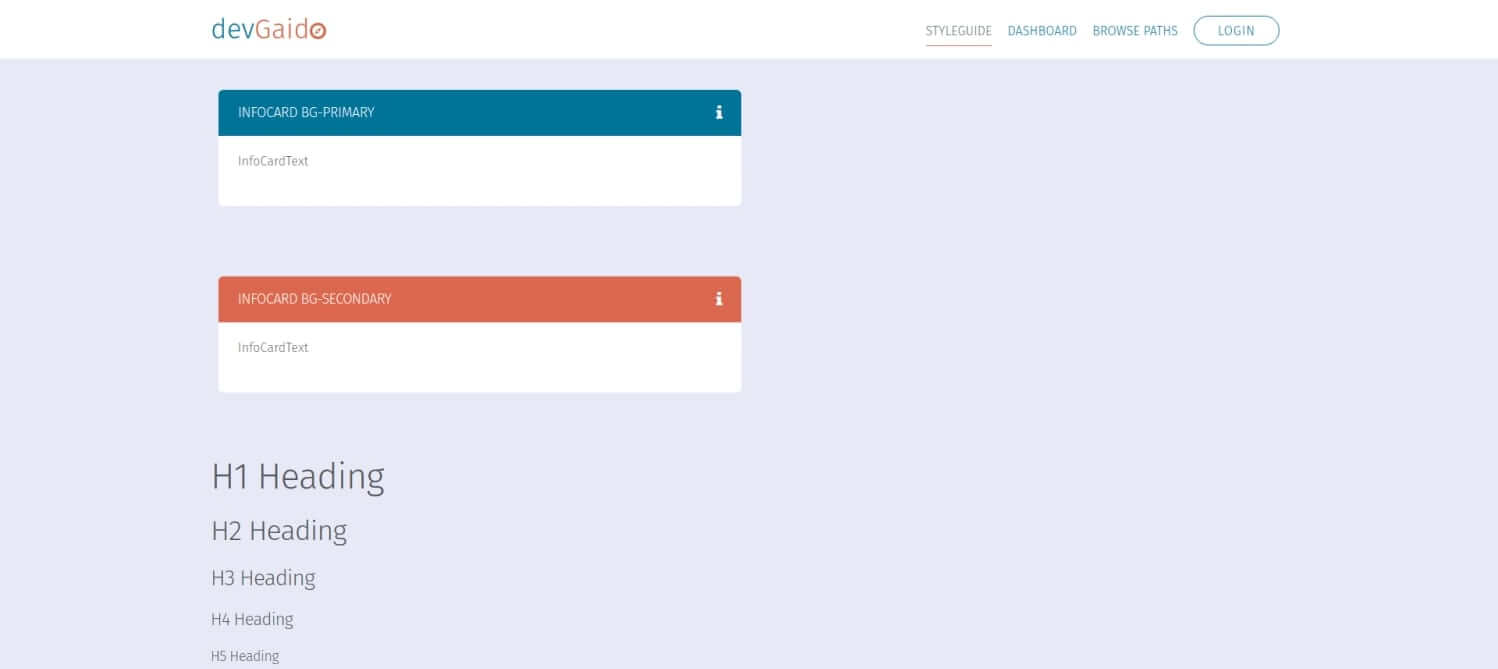 devGaido
STYLEGUIDE DASHBOARD BROWSE PATHS LOGIN
INFOCARD BG-PRIMARY
InfoCardText
INFOCARD BG-SECONDARY
InfoCardText
H1 Heading
H2 Heading
H3 Heading
H4 Heading
H5 Heading